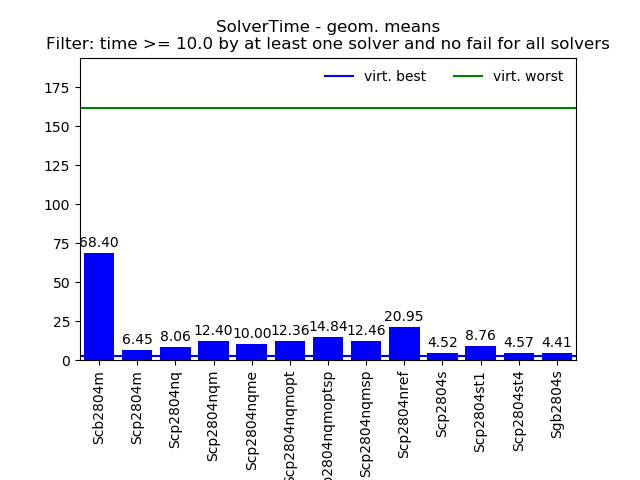 SolverTime - geom. means
Filter: time >= 10.0 by at least one solver and no fail for all solvers
virt. best
virt. worst
175
150
125
100
75
50
25
0
68.40
6.45
8.06
12.40
10.00
12.36
14.84
12.46
20.95
4.52
8.76
4.57
4.41
Scb2804m
Scp2804m
Scp2804nq
Scp2804nqm
Scp2804nqme
Scp2804nqmopt
p2804nqmoptsp
Scp2804nqmsp
Scp2804nref
Scp2804s
Scp2804st1
Scp2804st4
Sgb2804s